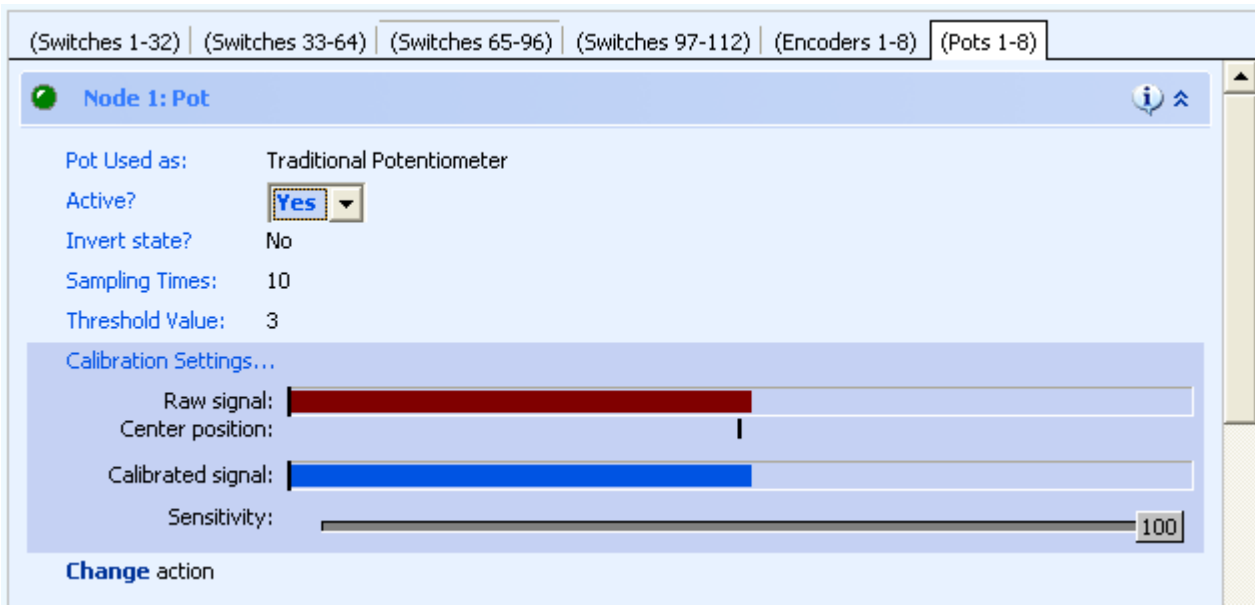 (Switches 1-32) (Switches 33-64) (Switches 65-96) (Switches 97-112) (Encoders 1-8) (Pots 1-8)
Node 1: Pot
Pot Used as: Traditional Potentiometer
Active? Yes
Invert state? No
Sampling Times: 10
Threshold Value: 3
Calibration Settings...
Raw signal:
Center position:
Calibrated signal:
Sensitivity: 100
Change action